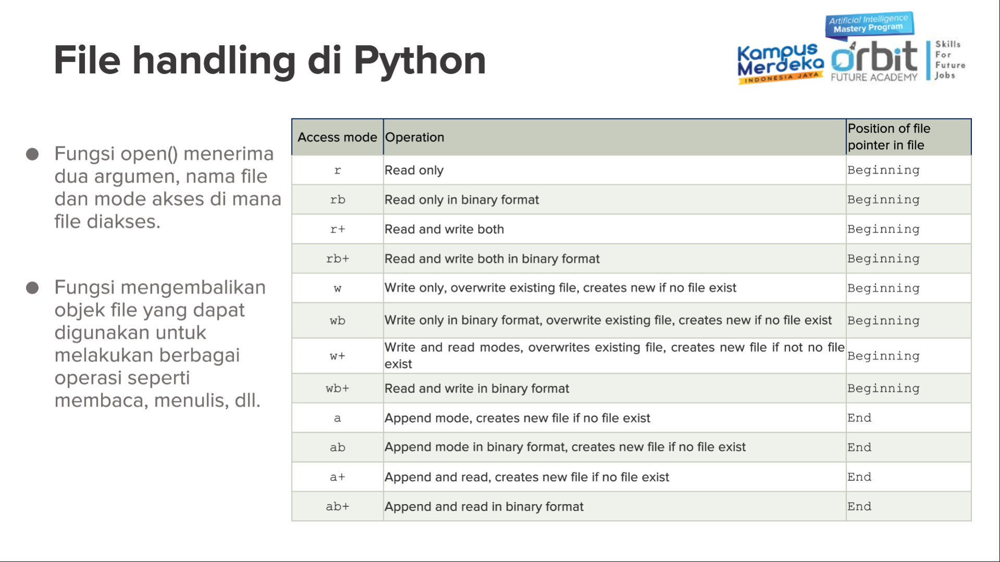 Artificial Intelligence
Mastery Program
File handling di Python
Kampus
Merdeka
INDONESIA JAYA
orbit
FUTURE ACADEMY
Skills
For
Future
Jobs
● Fungsi open() menerima
dua argumen, nama file
dan mode akses di mana
file diakses.
● Fungsi mengembalikan
objek file yang dapat
digunakan untuk
melakukan berbagai
operasi seperti
membaca, menulis, dll.
Access mode Operation Position of file
pointer in file
r Read only Beginning
rb Read only in binary format Beginning
r+ Read and write both Beginning
rb+ Read and write both in binary format Beginning
w Write only, overwrite existing file, creates new if no file exist Beginning
wb Write only in binary format, overwrite existing file, creates new if no file exist Beginning
w+ Write and read modes, overwrites existing file, creates new file if not no file
exist Beginning
wb+ Read and write in binary format Beginning
a Append mode, creates new file if no file exist End
ab Append mode in binary format, creates new file if no file exist End
a+ Append and read, creates new file if no file exist End
ab+ Append and read in binary format End